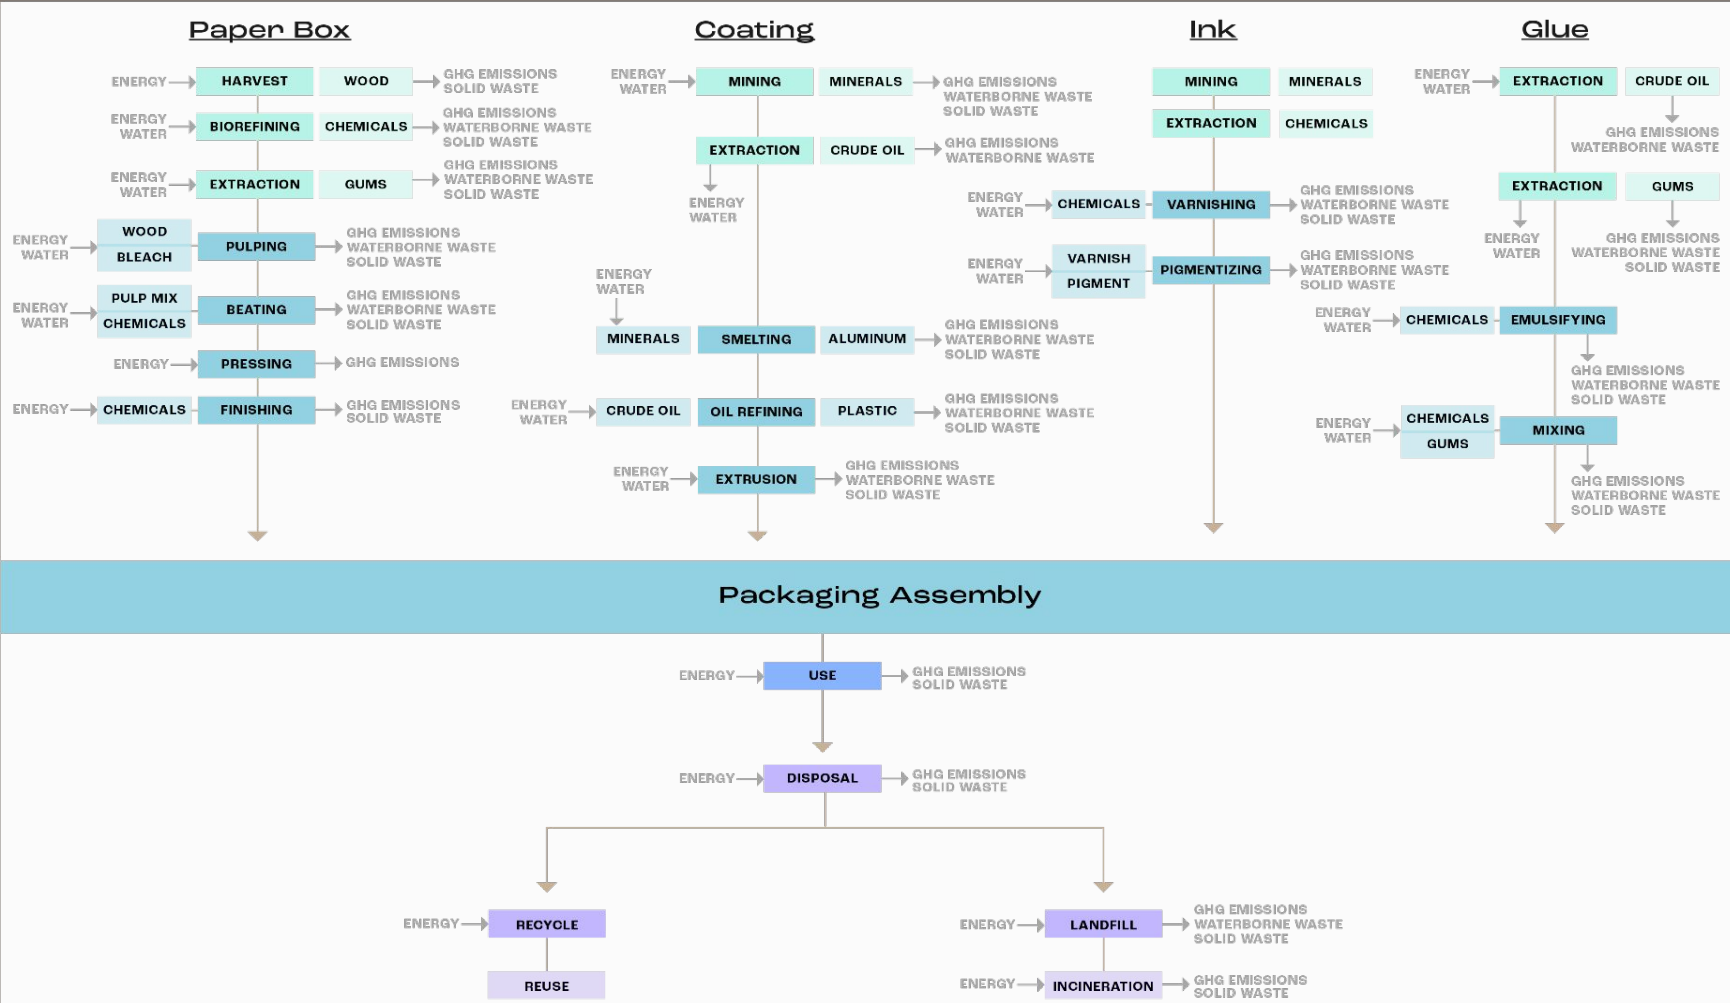 Paper Box
ENERGY
HARVEST
WOOD
GHG EMISSIONS
SOLID WASTE
ENERGY
WATER
BIOREFINING
CHEMICALS
GHG EMISSIONS
WATERBORNE WASTE
SOLID WASTE
ENERGY
WATER
EXTRACTION
GUMS
GHG EMISSIONS
WATERBORNE WASTE
SOLID WASTE
ENERGY
WATER
WOOD
BLEACH
PULPING
GHG EMISSIONS
WATERBORNE WASTE
SOLID WASTE
ENERGY
WATER
PULP MIX
CHEMICALS
BEATING
GHG EMISSIONS
WATERBORNE WASTE
SOLID WASTE
ENERGY
PRESSING
GHG EMISSIONS
ENERGY
CHEMICALS
FINISHING
GHG EMISSIONS
SOLID WASTE
Coating
ENERGY
WATER
MINING
MINERALS
GHG EMISSIONS
WATERBORNE WASTE
SOLID WASTE
EXTRACTION
CRUDE OIL
GHG EMISSIONS
WATERBORNE WASTE
ENERGY
WATER
ENERGY
WATER
MINERALS
SMELTING
ALUMINUM
GHG EMISSIONS
WATERBORNE WASTE
SOLID WASTE
ENERGY
WATER
CRUDE OIL
OIL REFINING
PLASTIC
GHG EMISSIONS
WATERBORNE WASTE
SOLID WASTE
ENERGY
WATER
EXTRUSION
GHG EMISSIONS
WATERBORNE WASTE
SOLID WASTE
Ink
MINING
MINERALS
EXTRACTION
CHEMICALS
ENERGY
WATER
CHEMICALS
VARNISHING
GHG EMISSIONS
WATERBORNE WASTE
SOLID WASTE
ENERGY
WATER
VARNISH
PIGMENT
PIGMENTIZING
GHG EMISSIONS
WATERBORNE WASTE
SOLID WASTE
Glue
ENERGY
WATER
EXTRACTION
CRUDE OIL
GHG EMISSIONS
WATERBORNE WASTE
EXTRACTION
GUMS
ENERGY
WATER
GHG EMISSIONS
WATERBORNE WASTE
SOLID WASTE
ENERGY
WATER
CHEMICALS
EMULSIFYING
GHG EMISSIONS
WATERBORNE WASTE
SOLID WASTE
ENERGY
WATER
CHEMICALS
GUMS
MIXING
GHG EMISSIONS
WATERBORNE WASTE
SOLID WASTE
Packaging Assembly
ENERGY
USE
GHG EMISSIONS
SOLID WASTE
ENERGY
DISPOSAL
GHG EMISSIONS
SOLID WASTE
ENERGY
RECYCLE
REUSE
ENERGY
LANDFILL
GHG EMISSIONS
WATERBORNE WASTE
SOLID WASTE
ENERGY
INCINERATION
GHG EMISSIONS
SOLID WASTE